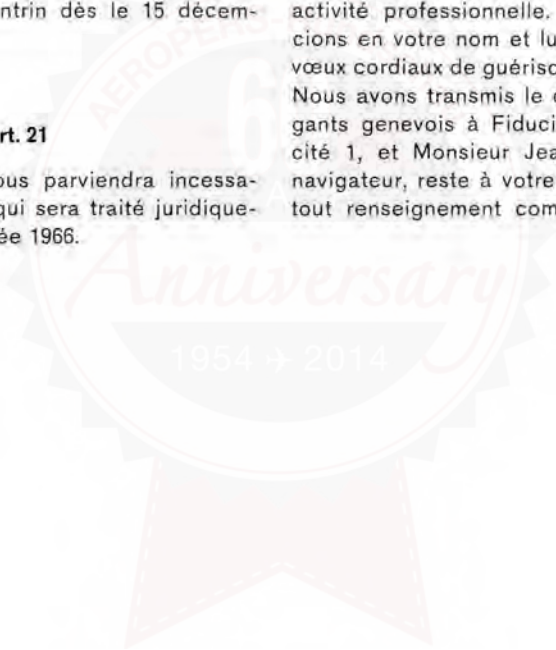 ntrin dès le 15 décem-
rt. 21
ous parviendra incessa-
qui sera traité juridique-
ée 1966.
activité professionnelle.
cions en votre nom et lu
vœux cordiaux de guériso
Nous avons transmis le
gants genevois à Fiduci
cité 1, et Monsieur Jea
navigateur, reste à votre
tout renseignement com
AEROPERS
6
Anniversary
1954 ✈ 2014